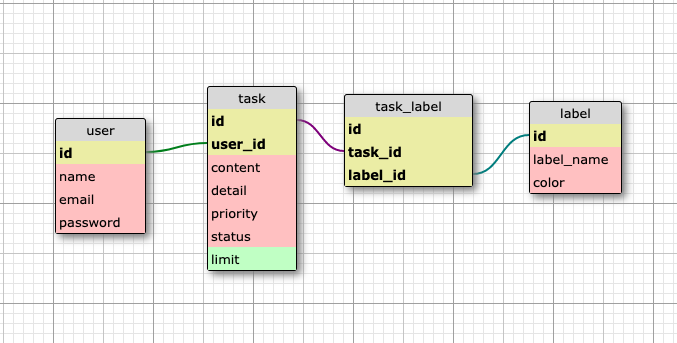 user
id
name
email
password
task
id
user_id
content
detail
priority
status
limit
task_label
id
task_id
label_id
label
id
label_name
color